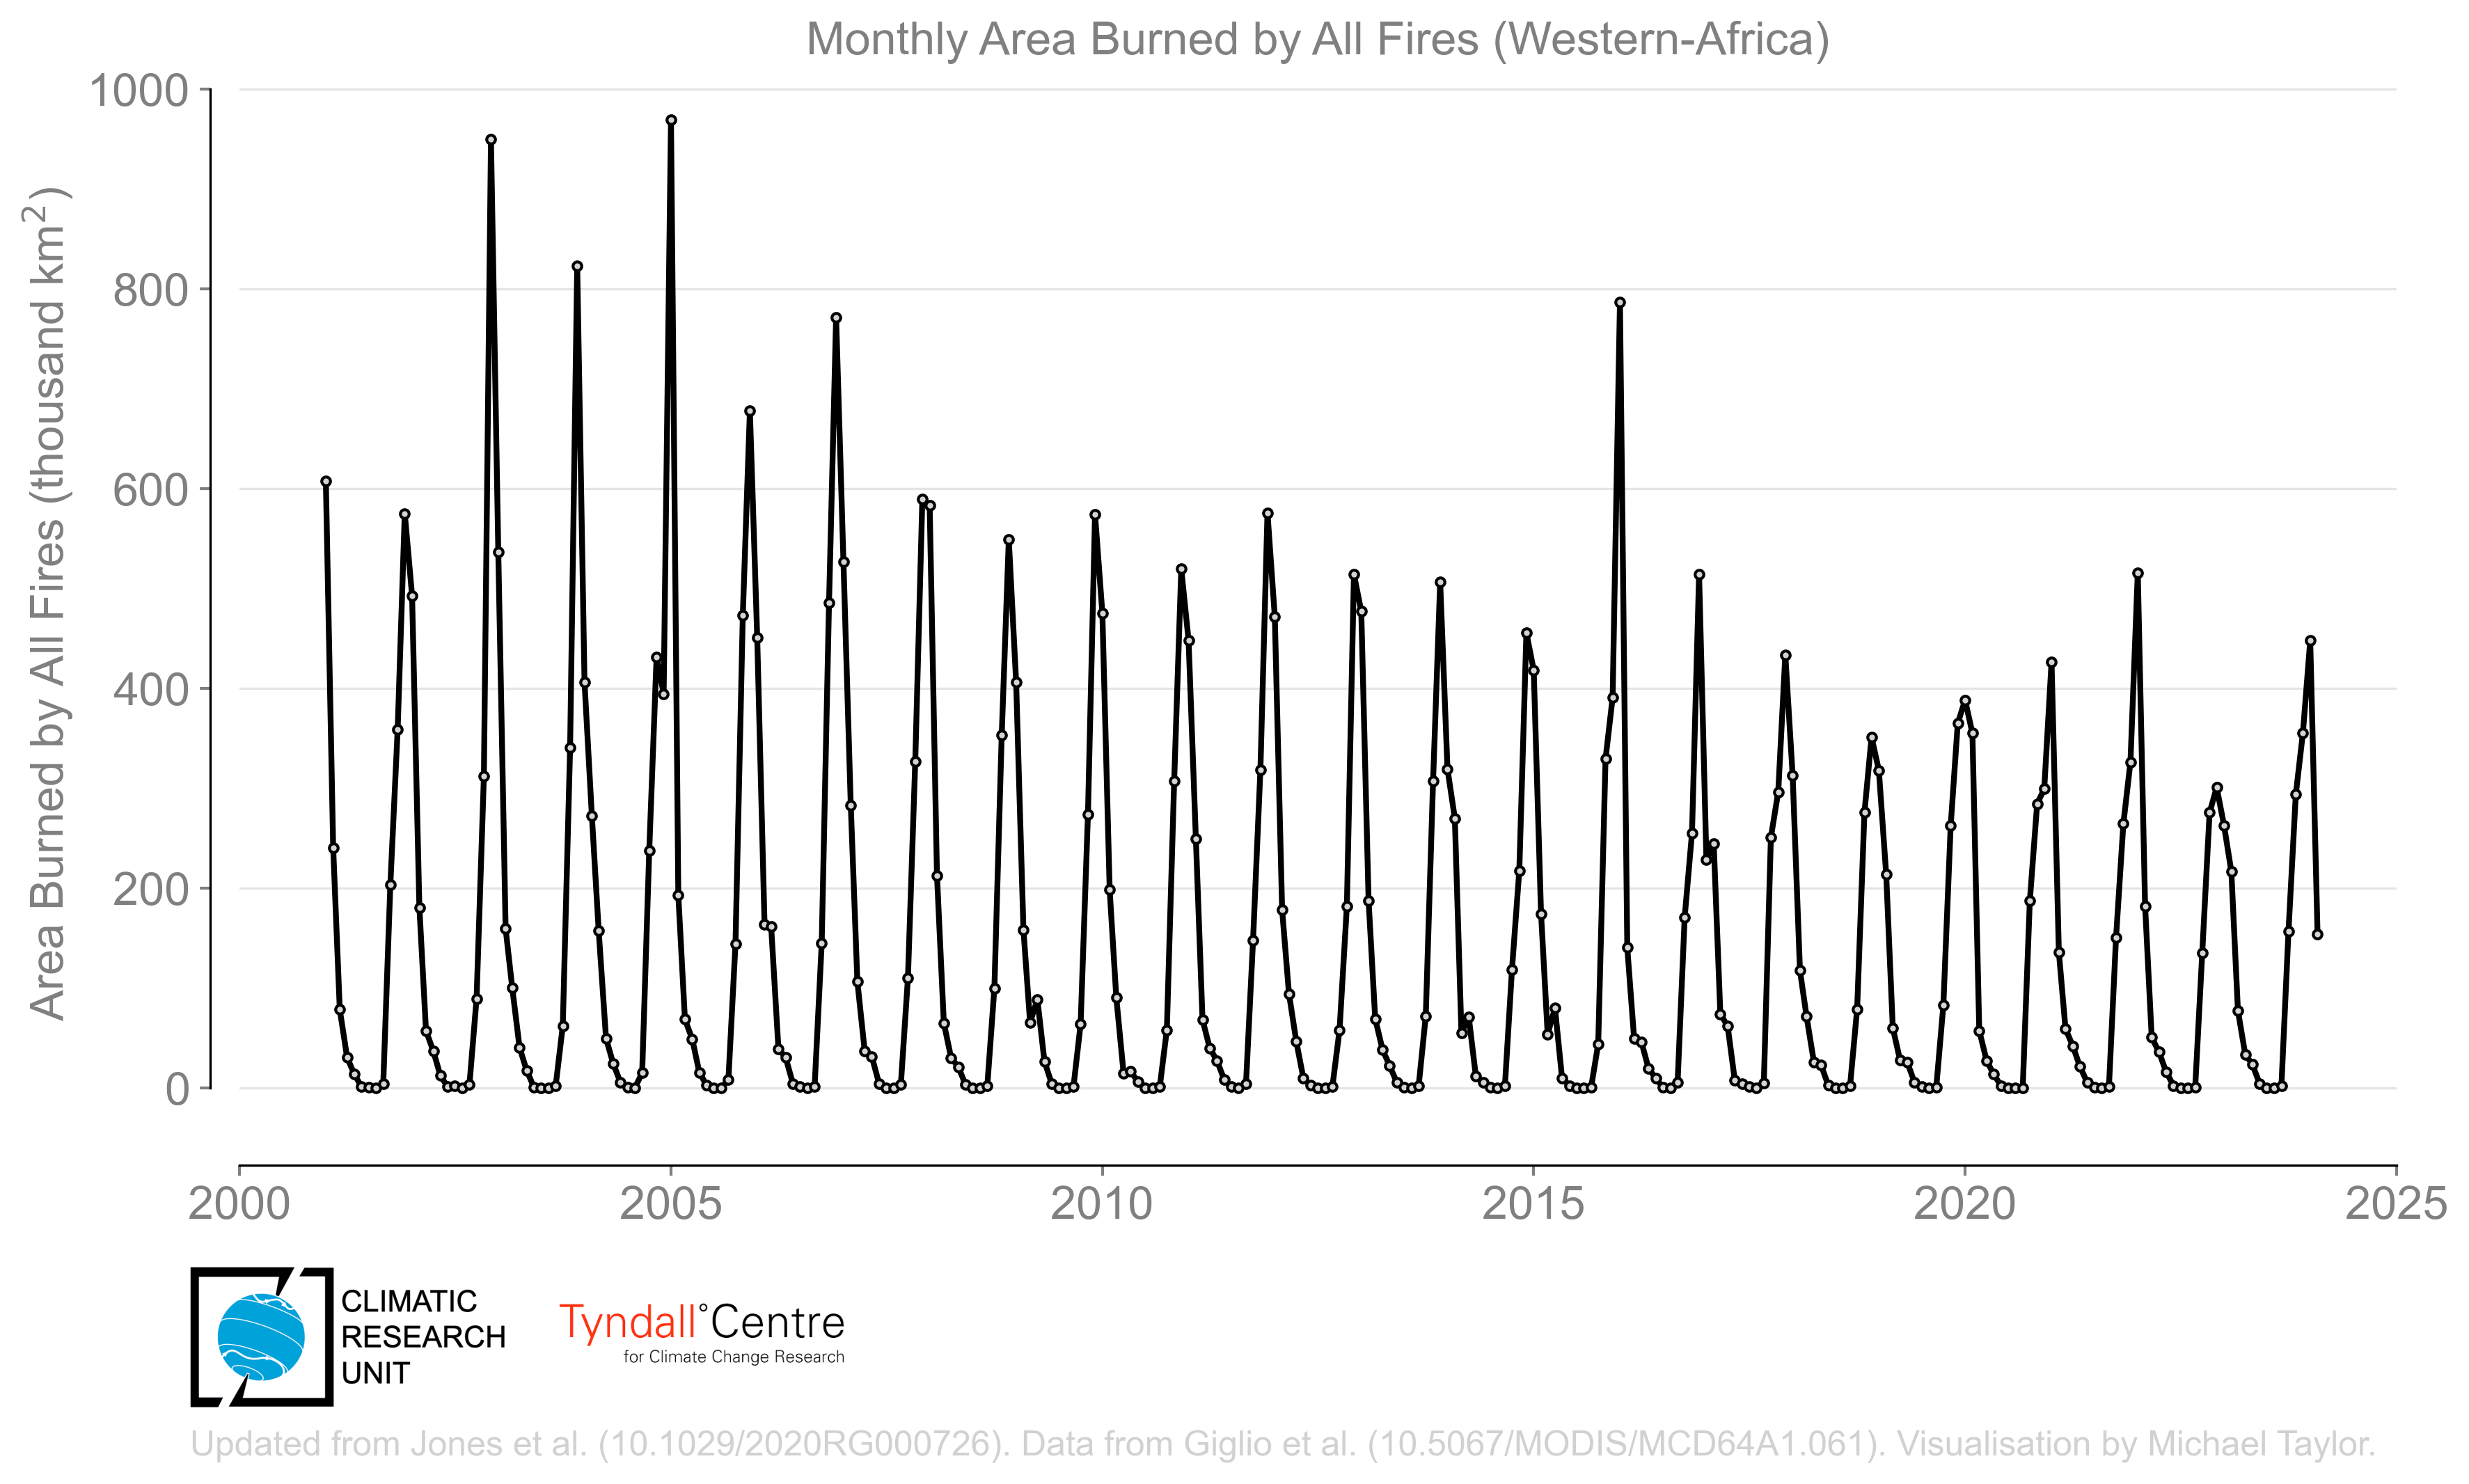 Monthly Area Burned by All Fires (Western-Africa)
Area Burned by All Fires (thousand km²)
1000
800
600
400
200
0
2000 2005 2010 2015 2020 2025
CLIMATIC
RESEARCH
UNIT
Tyndall°Centre
for Climate Change Research
Updated from Jones et al. (10.1029/2020RG000726). Data from Giglio et al. (10.5067/MODIS/MCD64A1.061). Visualisation by Michael Taylor.